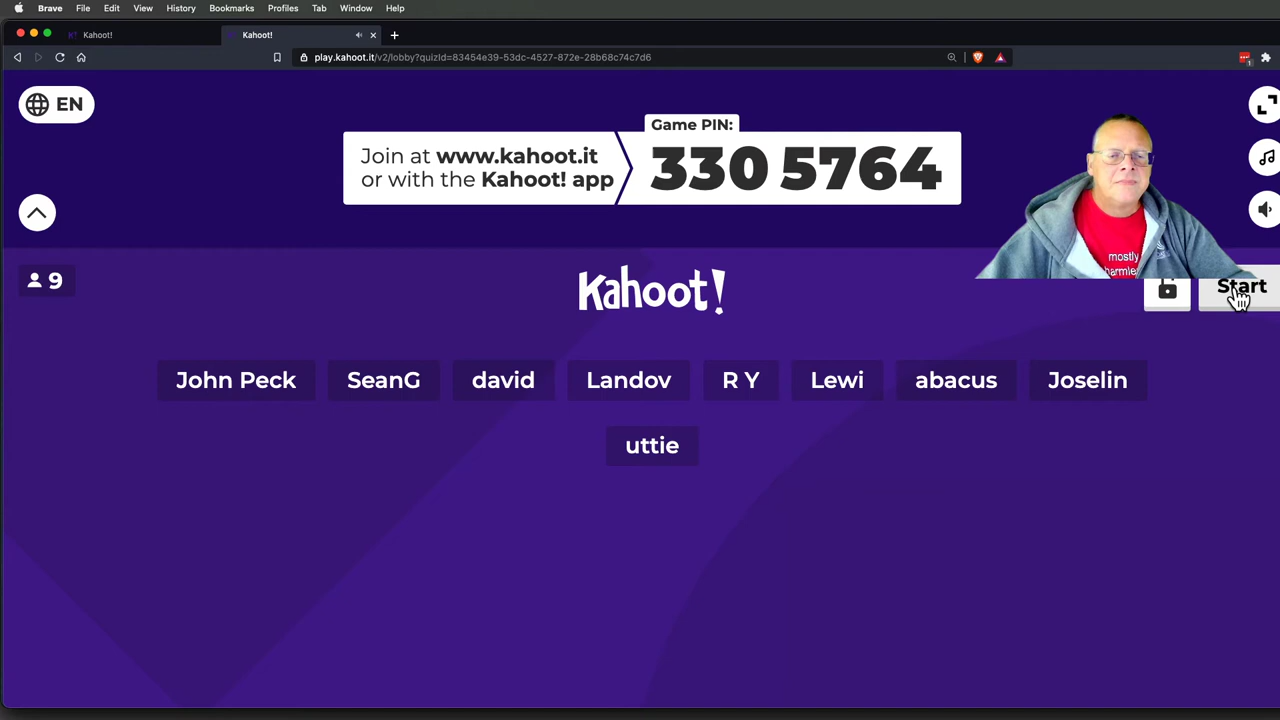 Brave File Edit View History Bookmarks Profiles Tab Window Help
Kahoot! Kahoot!
play.kahoot.it/v2/lobby?quizId=83454e39-53dc-4527-872e-28b68c74c7d6
1
EN
Game PIN:
Join at www.kahoot.it
or with the Kahoot! app
330 5764
9
Kahoot!
mostly
harmless
Start
John Peck SeanG david Landov R Y Lewi abacus Joselin
uttie